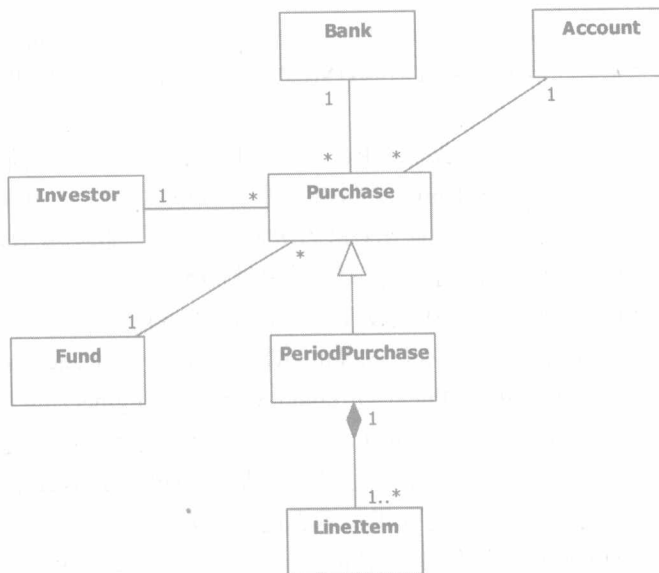 Bank
Account
1
1
*
*
Investor
1
*
Purchase
*
1
Fund
PeriodPurchase
1
1..*
LineItem